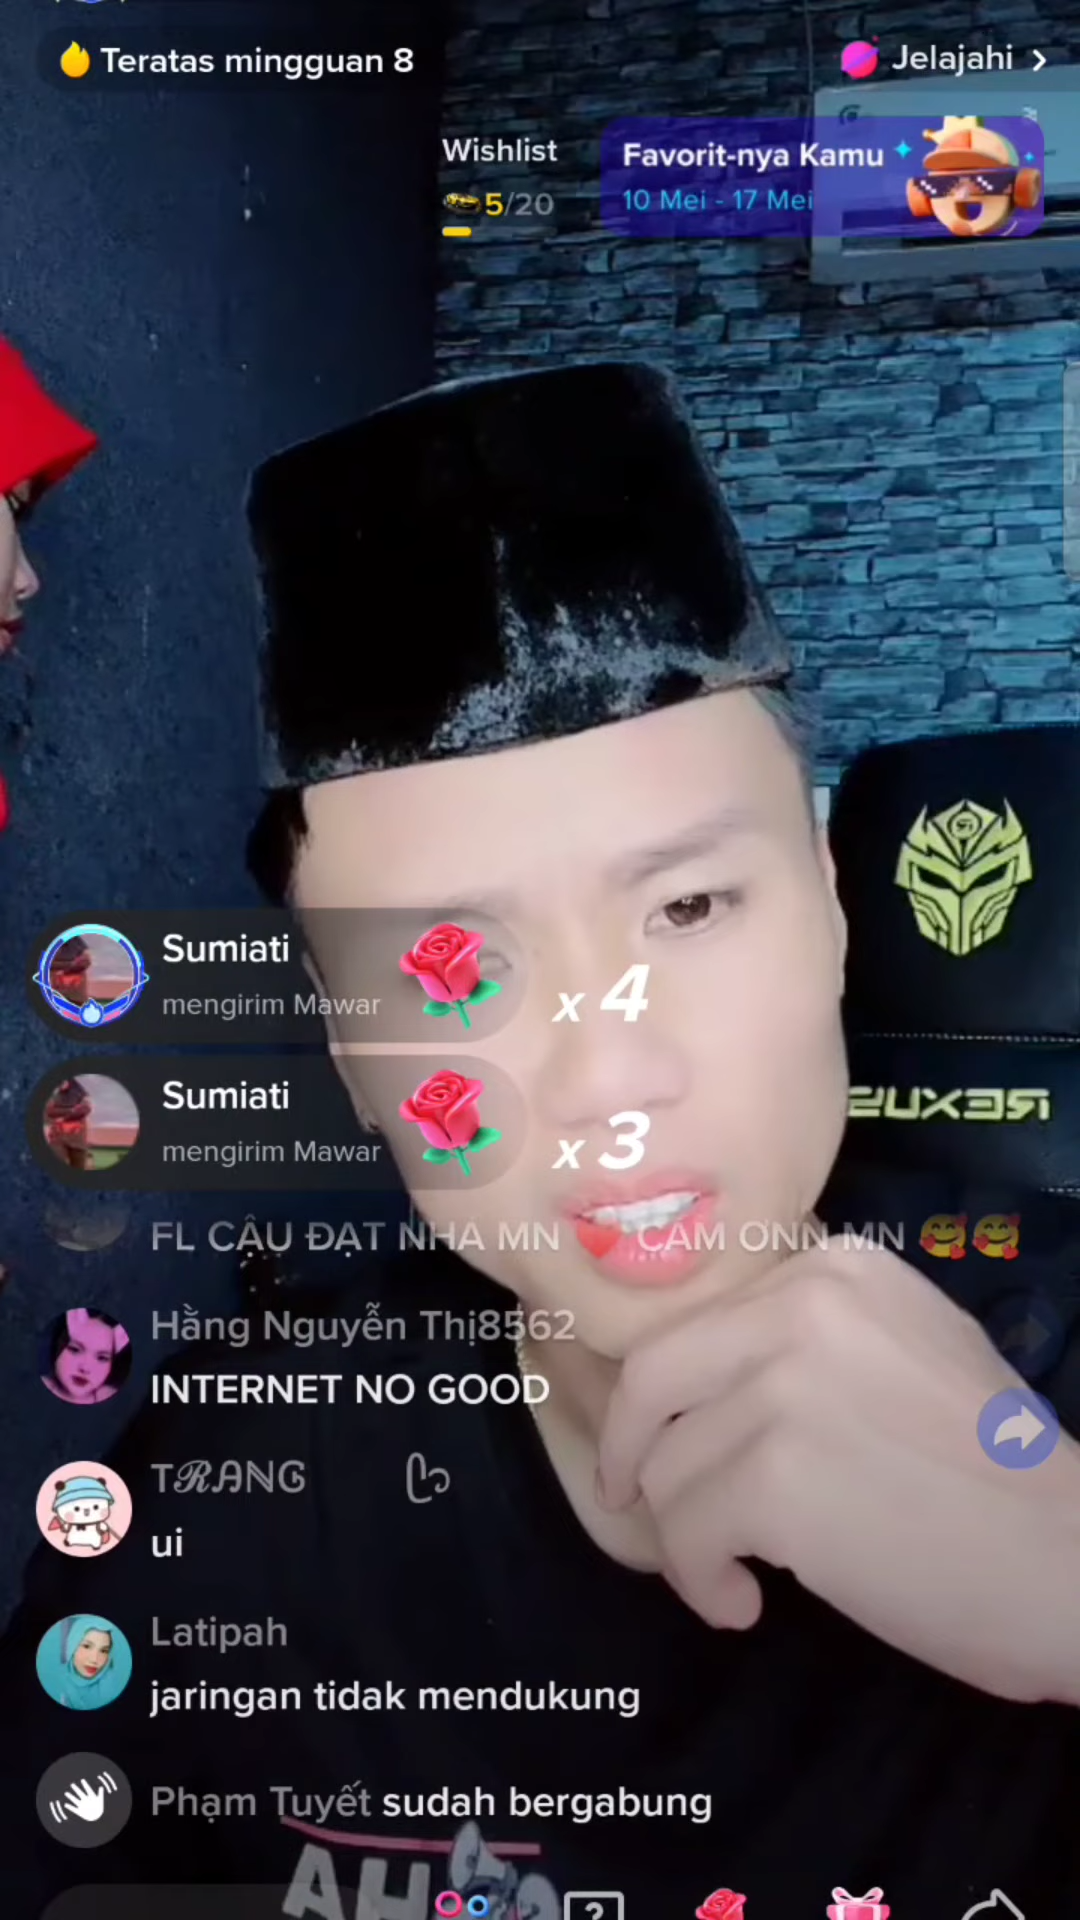 Teratas mingguan 8
Jelajahi
Wishlist
5/20
Favorit-nya Kamu
10 Mei - 17 Mei
Sumiati
mengirim Mawar
x 4
Sumiati
mengirim Mawar
x 3
FL CẬU ĐẠT NHA MN CẢM ƠNN MN 🥰🥰
Hằng Nguyễn Thị8562
INTERNET NO GOOD
TRANG
ui
Latipah
jaringan tidak mendukung
Phạm Tuyết sudah bergabung
REXUS
AH